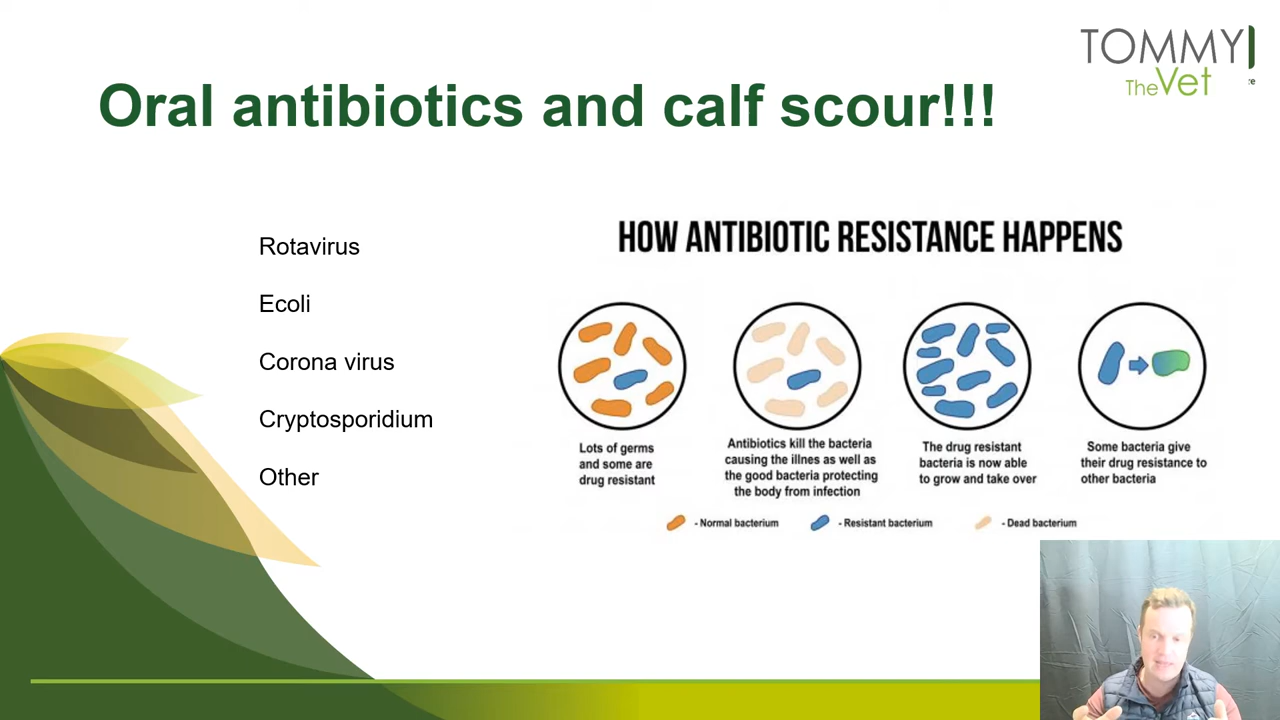 TOMMY
TheVet
re
Oral antibiotics and calf scour!!!
Rotavirus
Ecoli
Corona virus
Cryptosporidium
Other
HOW ANTIBIOTIC RESISTANCE HAPPENS
Lots of germs
and some are
drug resistant
Antibiotics kill the bacteria
causing the illnes as well as
the good bacteria protecting
the body from infection
The drug resistant
bacteria is now able
to grow and take over
Some bacteria give
their drug resistance to
other bacteria
- Normal bacterium
- Resistant bacterium
- Dead bacterium